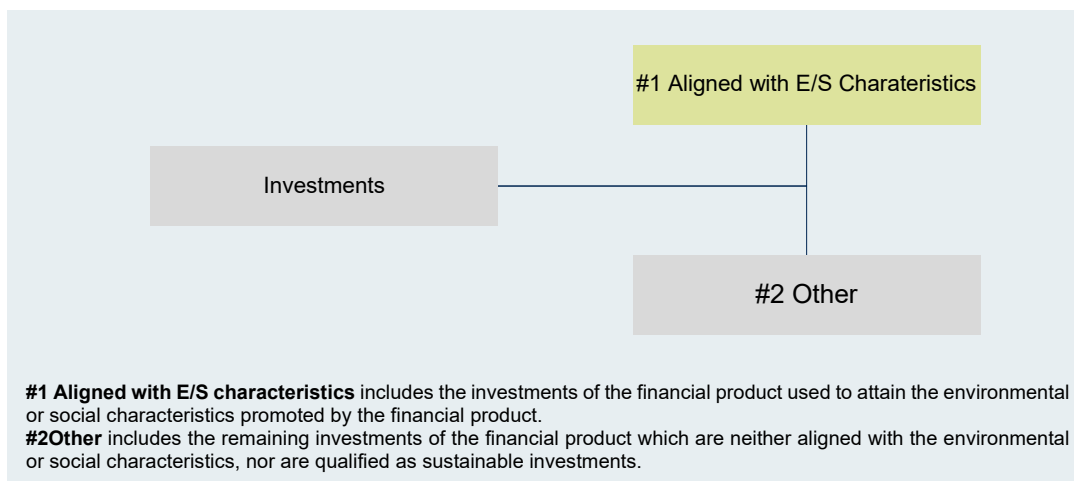 #1 Aligned with E/S Charateristics
Investments
#2 Other
#1 Aligned with E/S characteristics includes the investments of the financial product used to attain the environmental
or social characteristics promoted by the financial product.
#2Other includes the remaining investments of the financial product which are neither aligned with the environmental
or social characteristics, nor are qualified as sustainable investments.